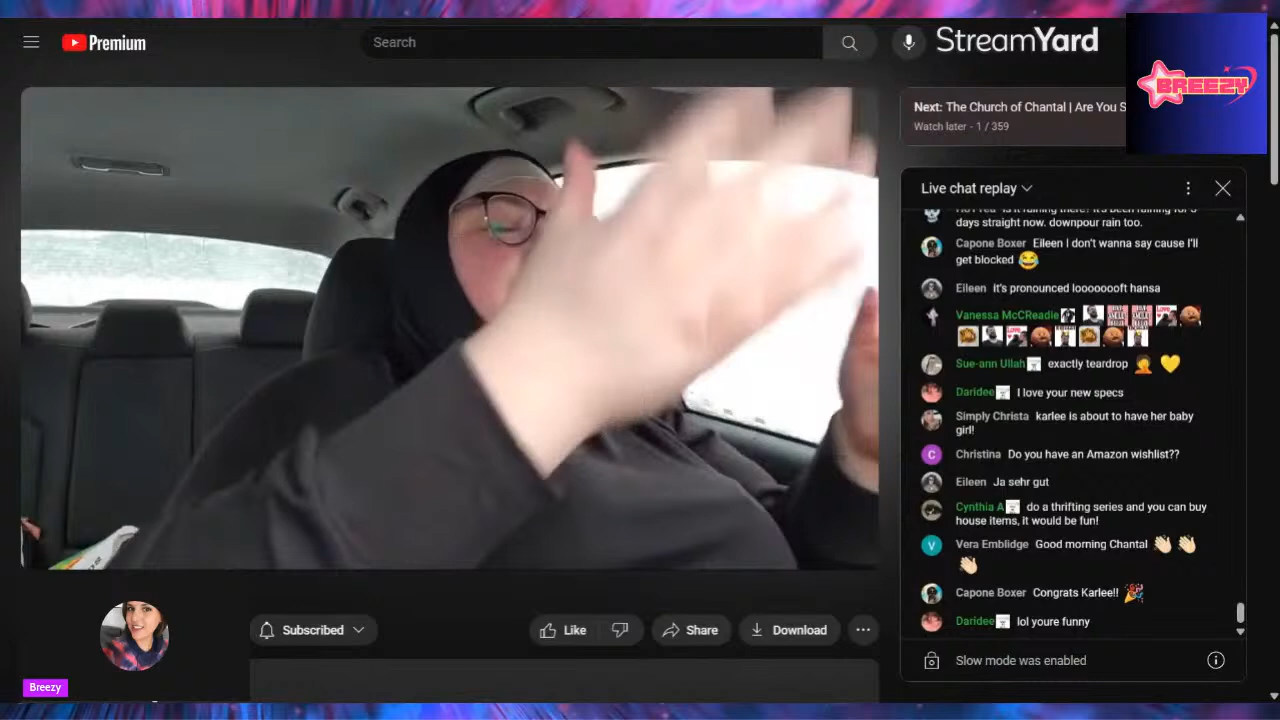 Premium
Search
StreamYard
BREEZY
Next: The Church of Chantal | Are You S
Watch later - 1 / 359
Live chat replay
days straight now. downpour rain too.
Capone Boxer Eileen I don't wanna say cause I'll
get blocked 😂
Eileen it's pronounced loooooooft hansa
Vanessa McCReadie
Sue-ann Ullah exactly teardrop 🤦 💛
Daridee I love your new specs
Simply Christa karlee is about to have her baby
girl!
C Christina Do you have an Amazon wishlist??
Eileen Ja sehr gut
Cynthia A do a thrifting series and you can buy
house items, it would be fun!
V Vera Emblidge Good morning Chantal 👏🏻 👏🏻
👏🏻
Capone Boxer Congrats Karlee!! 🎉
Daridee lol youre funny
Subscribed
Like
Share
Download
Slow mode was enabled
Breezy